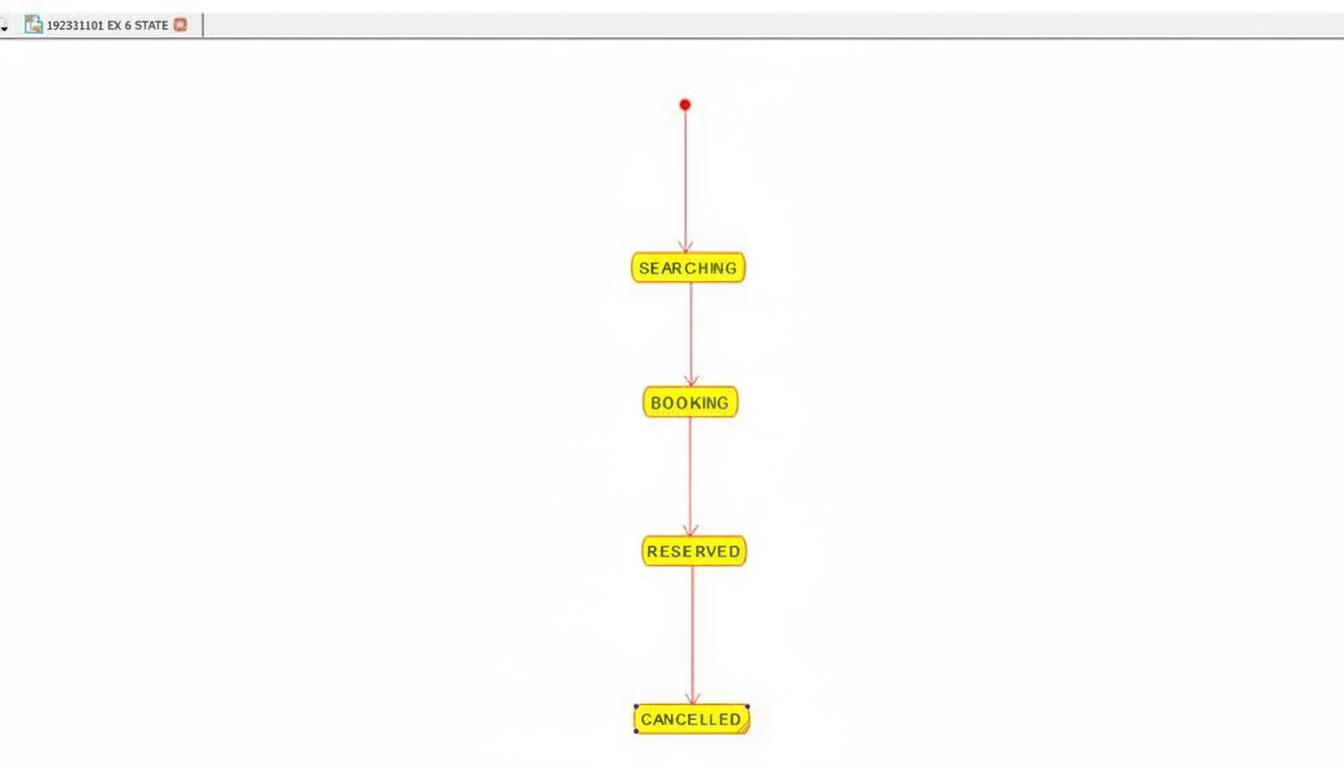 192331101 EX 6 STATE
SEARCHING
BOOKING
RESERVED
CANCELLED